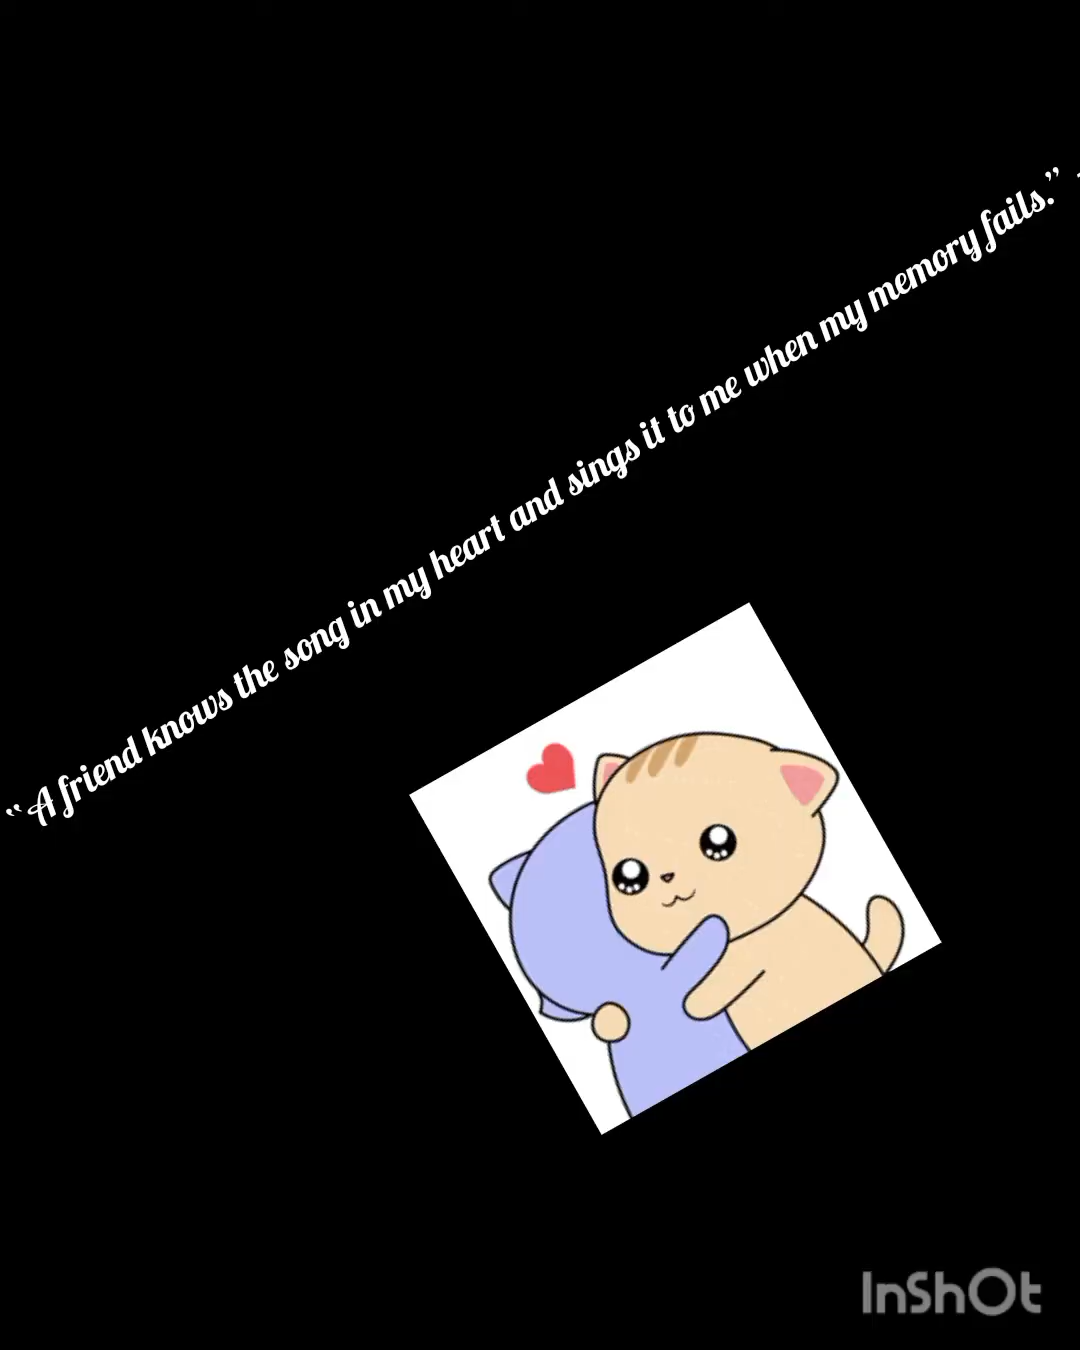 “A friend knows the song in my heart and sings it to me when my memory fails.”
InShOt